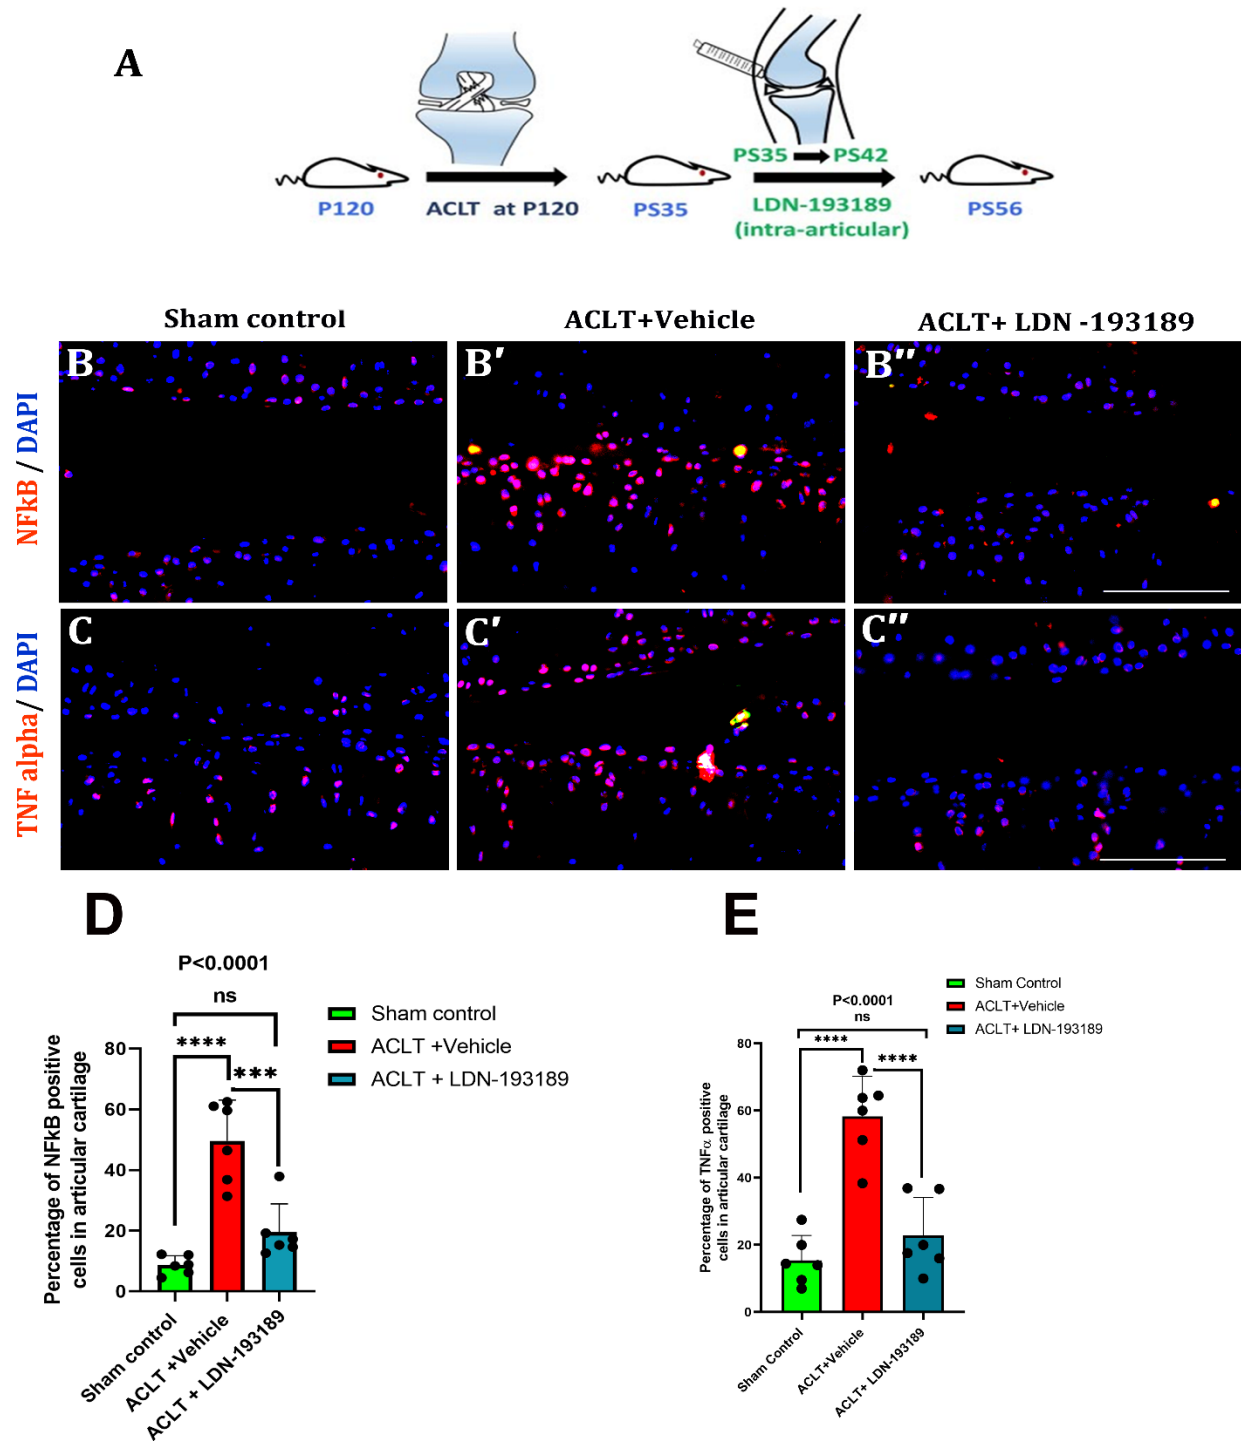 A
PS35 PS42
P120
ACLT at P120
PS35
LDN-193189
(intra-articular)
PS56
Sham control
ACLT+Vehicle
ACLT+ LDN -193189
B
B′
B″
NFkB / DAPI
C
C′
C″
TNF alpha/ DAPI
D
P<0.0001
ns
****
***
Sham control
ACLT +Vehicle
ACLT + LDN-193189
Percentage of NFkB positive
cells in articular cartilage
80
60
40
20
0
Sham control
ACLT +Vehicle
ACLT + LDN-193189
E
P<0.0001
ns
****
****
Sham Control
ACLT+Vehicle
ACLT+ LDN-193189
Percentage of TNFα positive
cells in articular cartilage
80
60
40
20
0
Sham Control
ACLT+Vehicle
ACLT+ LDN-193189